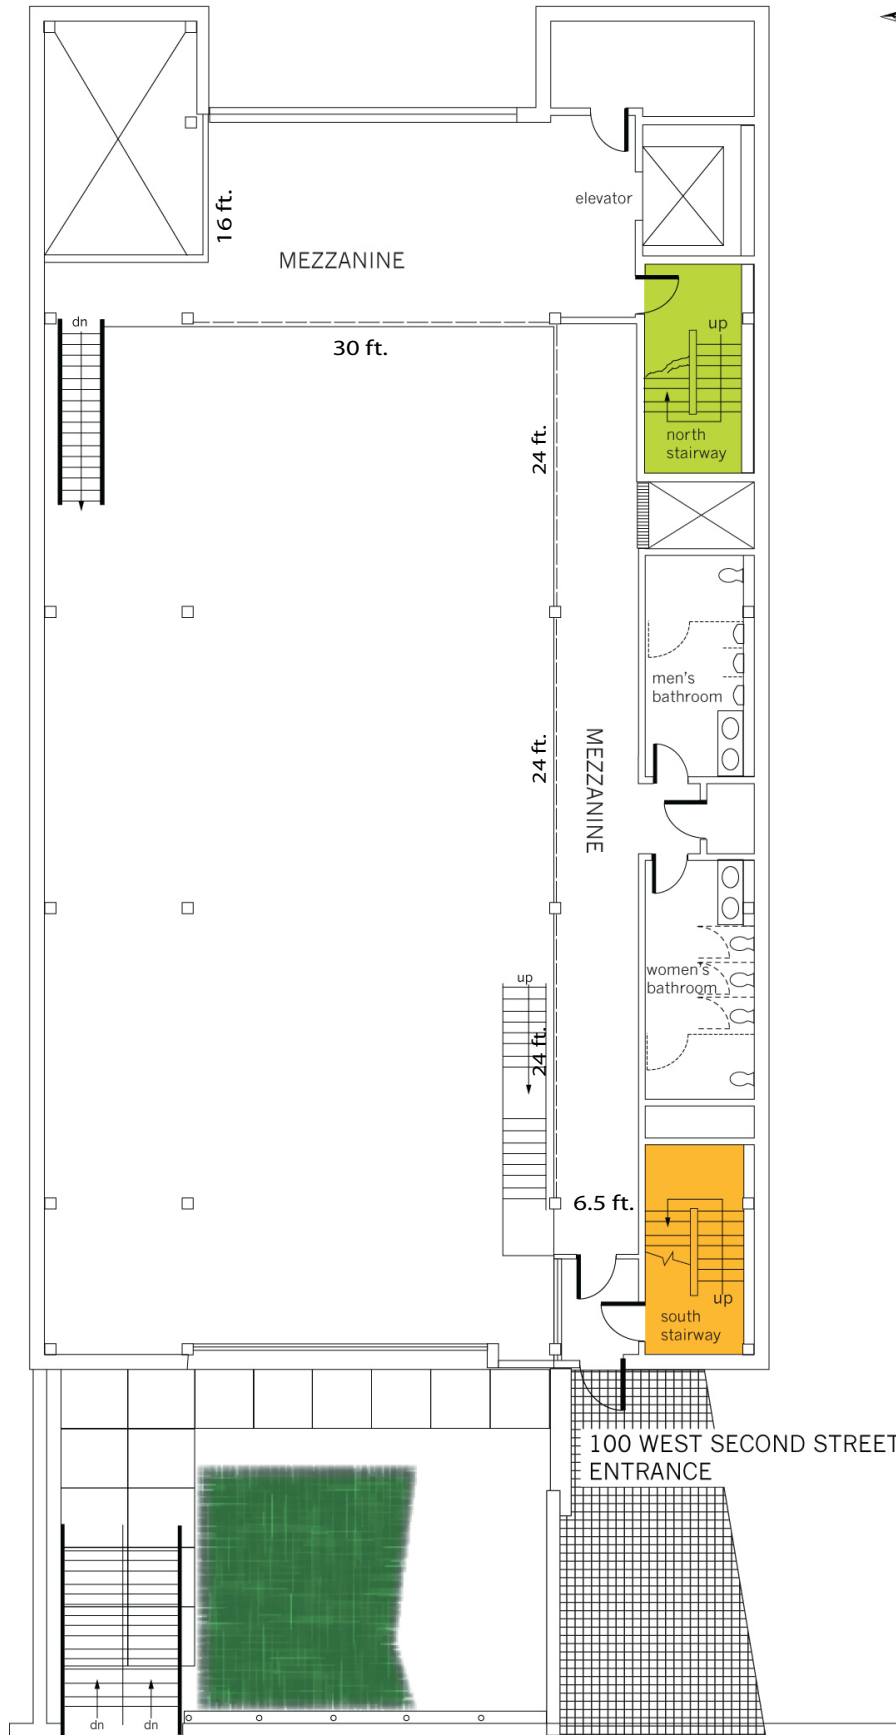 elevator
16 ft.
MEZZANINE
dn
30 ft.
up
north
stairway
24 ft.
men's
bathroom
24 ft.
MEZZANINE
women's
bathroom
up
24 ft.
6.5 ft.
up
south
stairway
100 WEST SECOND STREET
ENTRANCE
dn
dn